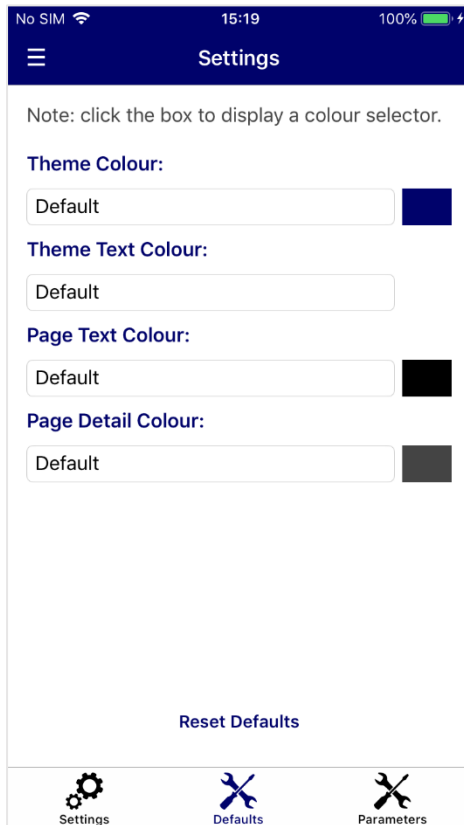 No SIM 15:19 100%
Settings
Note: click the box to display a colour selector.
Theme Colour:
Default
Theme Text Colour:
Default
Page Text Colour:
Default
Page Detail Colour:
Default
Reset Defaults
Settings Defaults Parameters